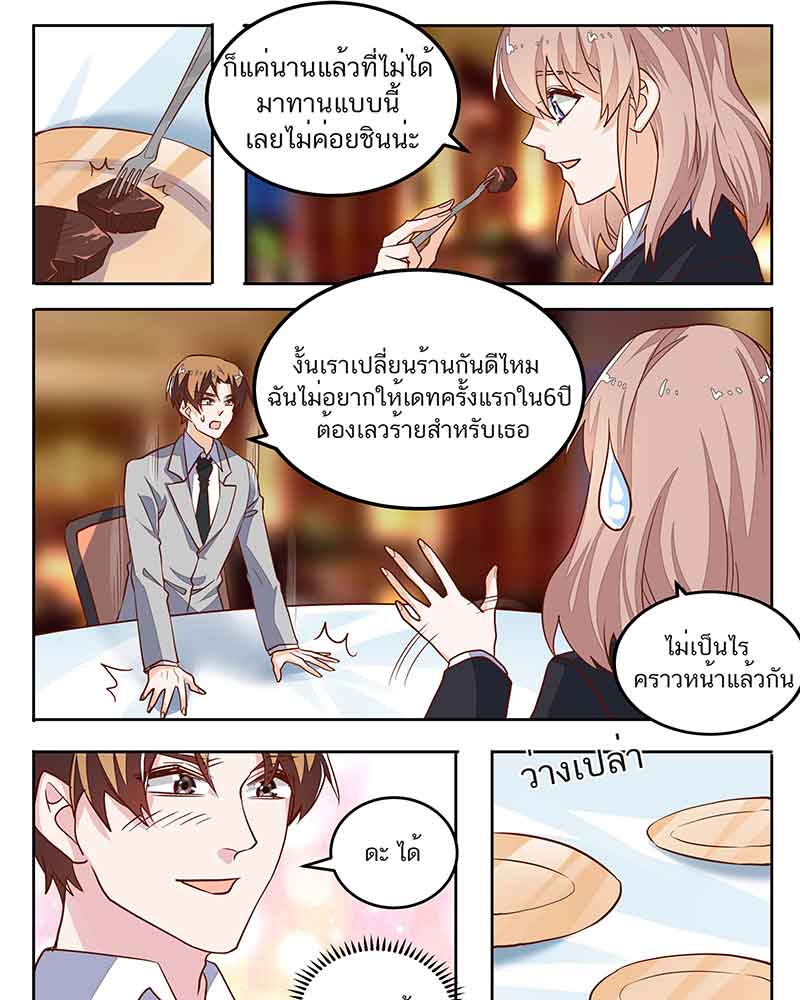 ก็แค่นานแล้วที่ไม่ได้
มาทานแบบนี้
เลยไม่ค่อยชินน่ะ
งั้นเราเปลี่ยนร้านกันดีไหม
ฉันไม่อยากให้เดทครั้งแรกใน6ปี
ต้องเลวร้ายสำหรับเธอ
ไม่เป็นไร
คราวหน้าแล้วกัน
ดะ ได้
ว่างเปล่า